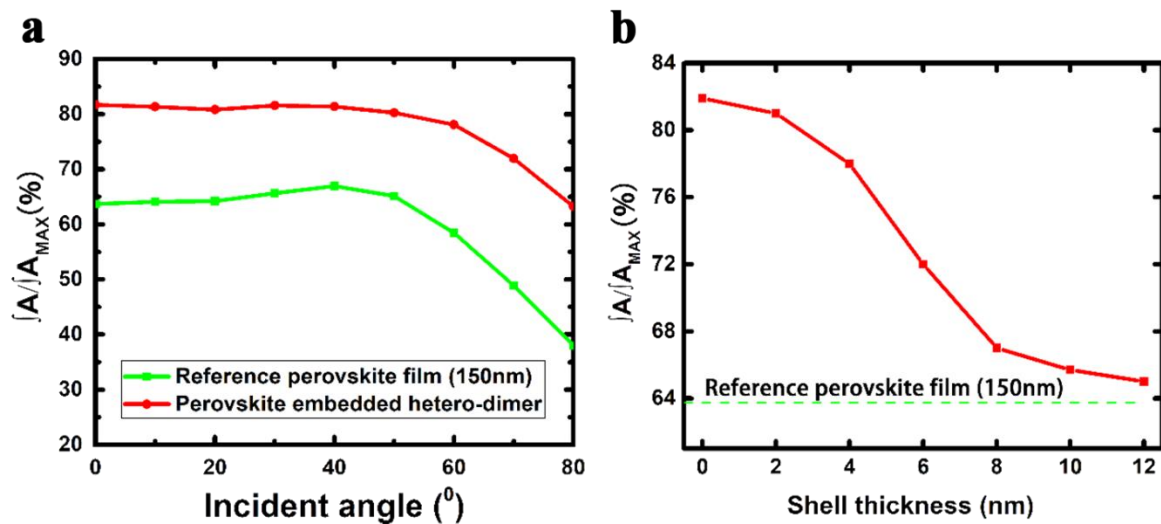 a
∫A/∫A_MAX(%)
90
80
70
60
50
40
30
20
Reference perovskite film (150nm)
Perovskite embedded hetero-dimer
0 20 40 60 80
Incident angle (⁰)
b
∫A/∫A_MAX(%)
84
80
76
72
68
64
Reference perovskite film (150nm)
0 2 4 6 8 10 12
Shell thickness (nm)